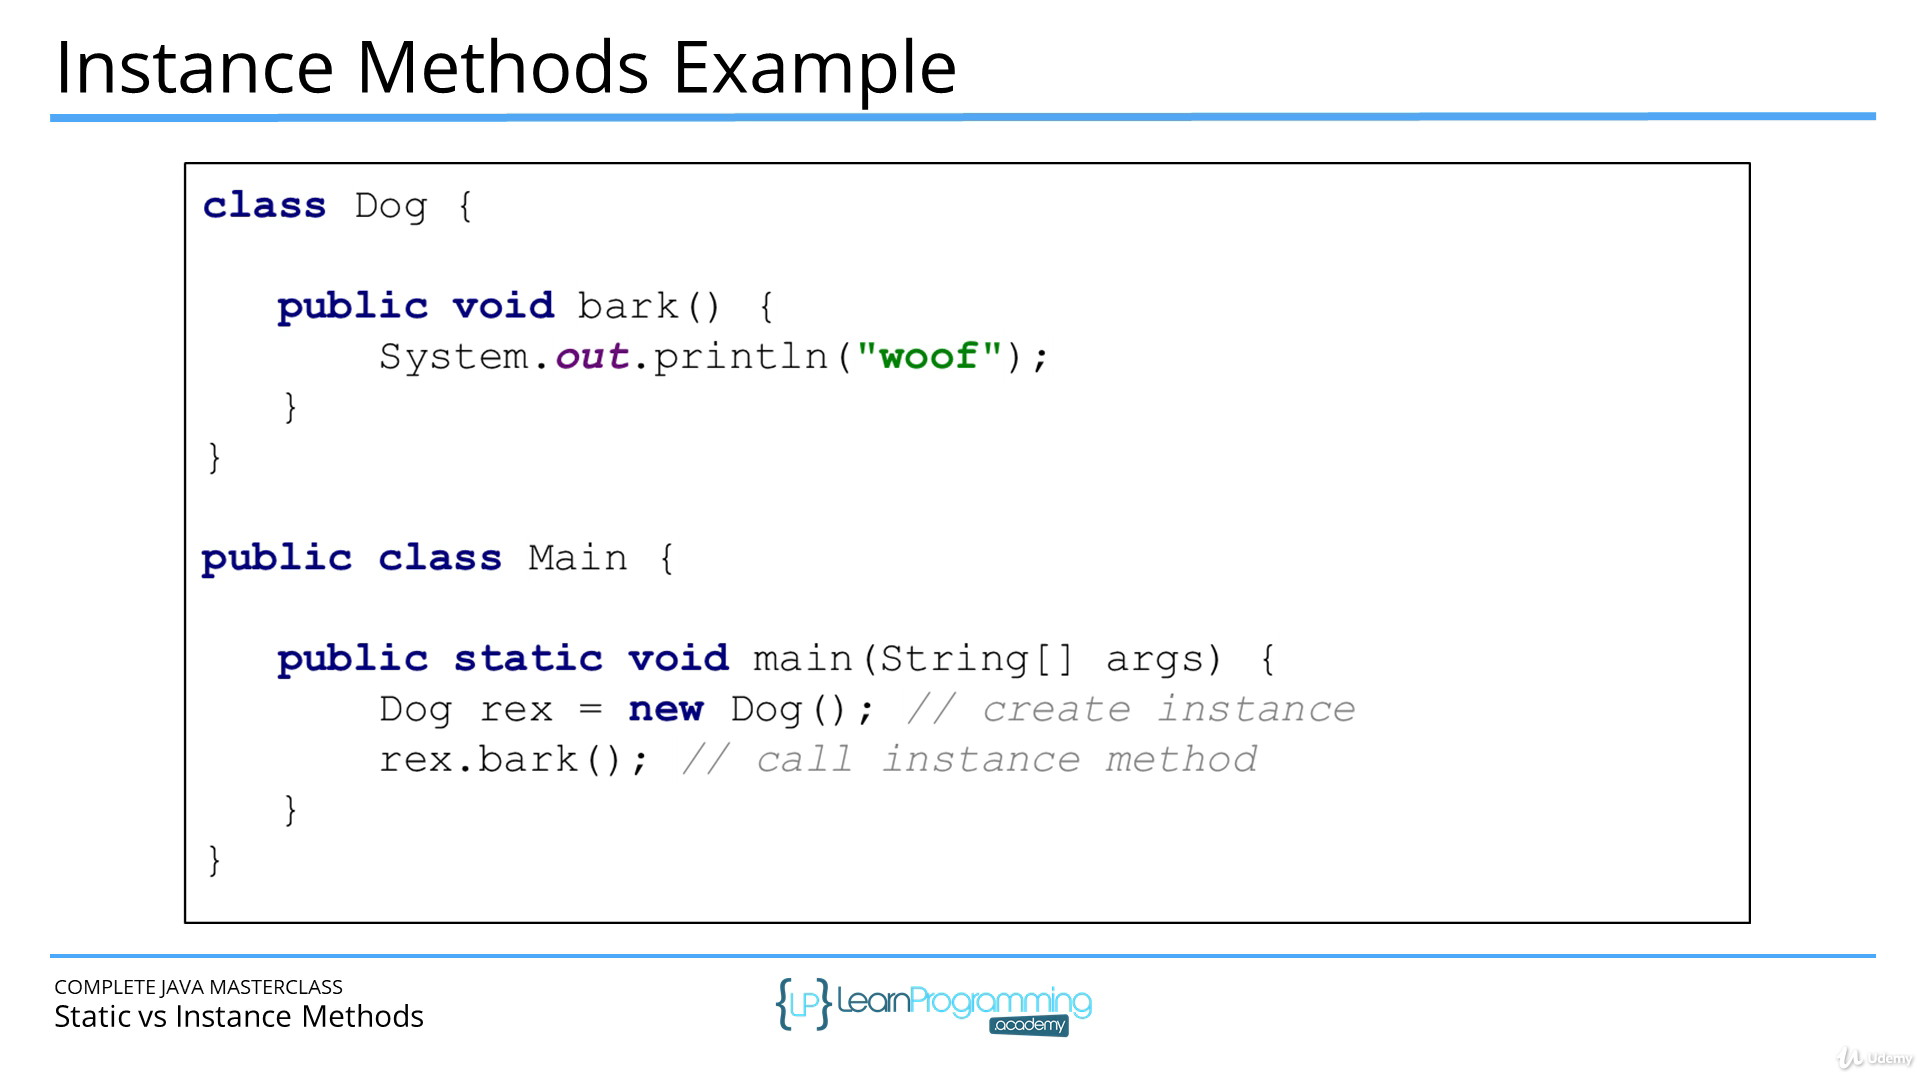 Instance Methods Example
class Dog {
public void bark() {
System.out.println("woof");
}
}
public class Main {
public static void main(String[] args) {
Dog rex = new Dog(); // create instance
rex.bark(); // call instance method
}
}
COMPLETE JAVA MASTERCLASS
Static vs Instance Methods
{LP} LearnProgramming
.academy
Udemy